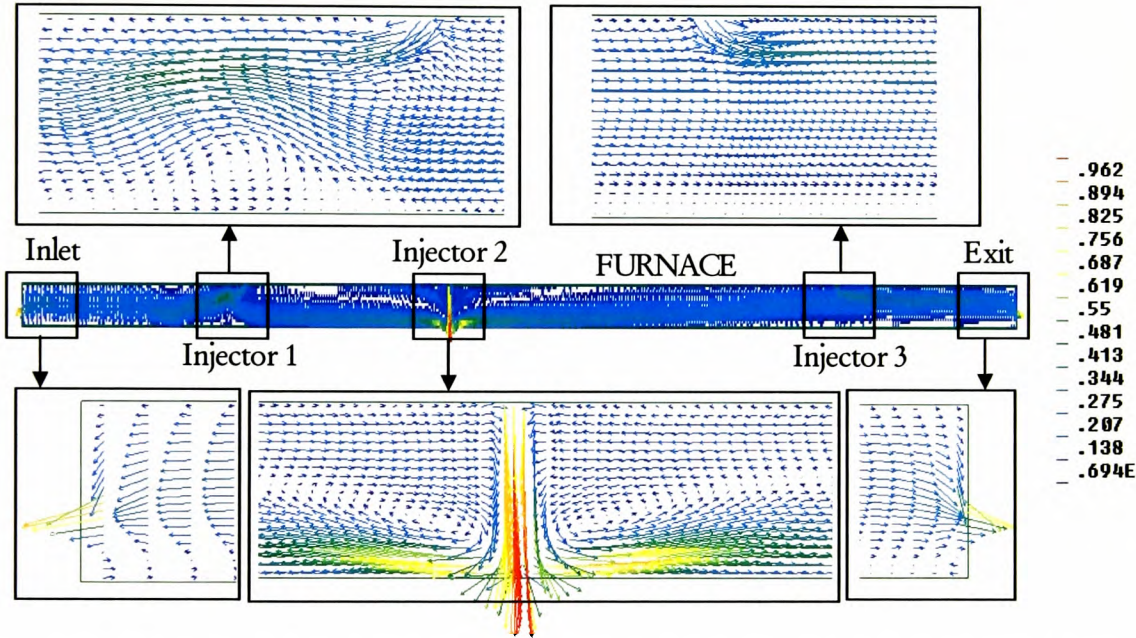 Inlet
Injector 2
FURNACE
Exit
Injector 1
Injector 3
.962
.894
.825
.756
.687
.619
.55
.481
.413
.344
.275
.207
.138
.694E